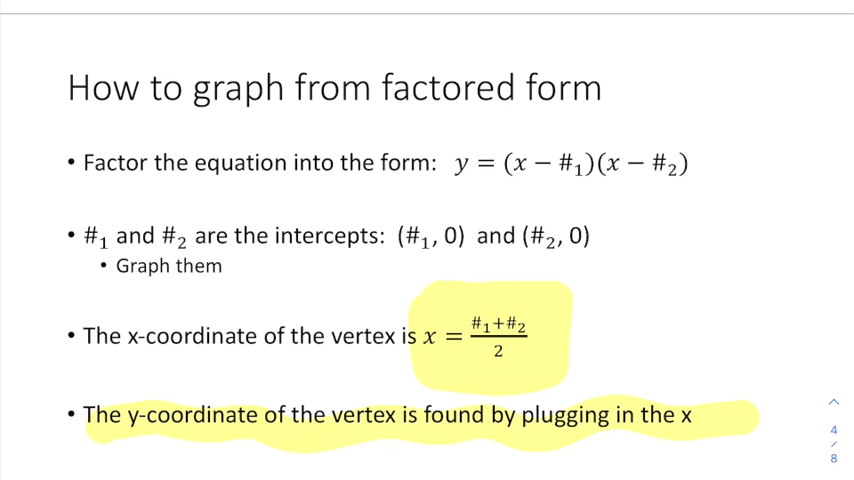 How to graph from factored form
• Factor the equation into the form: y = (x − #₁)(x − #₂)
• #₁ and #₂ are the intercepts: (#₁, 0) and (#₂, 0)
• Graph them
• The x-coordinate of the vertex is x = (#₁+#₂)/2
• The y-coordinate of the vertex is found by plugging in the x
4
/
8